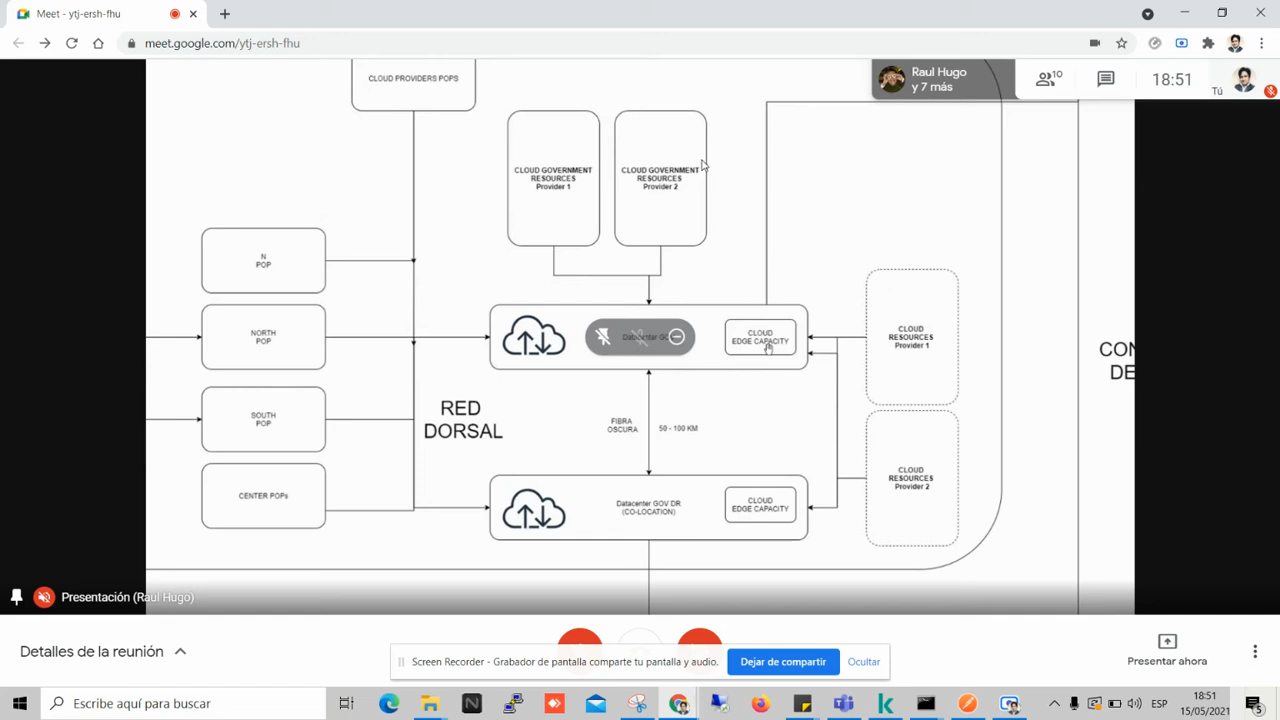 Meet - ytj-ersh-fhu
meet.google.com/ytj-ersh-fhu
Raul Hugo
y 7 más
10
18:51
Tú
CLOUD PROVIDERS POPS
CLOUD GOVERNMENT
RESOURCES
Provider 1
CLOUD GOVERNMENT
RESOURCES
Provider 2
N
POP
NORTH
POP
SOUTH
POP
CENTER POPs
RED
DORSAL
CLOUD
EDGE CAPACITY
FIBRA
OSCURA
50 - 100 KM
Datacenter GOV DR
(CO-LOCATION)
CLOUD
EDGE CAPACITY
CLOUD
RESOURCES
Provider 1
CLOUD
RESOURCES
Provider 2
CON
DE
Presentación (Raul Hugo)
Detalles de la reunión
Screen Recorder - Grabador de pantalla comparte tu pantalla y audio.
Dejar de compartir
Ocultar
Presentar ahora
Escribe aquí para buscar
ESP
18:51
15/05/2021
5